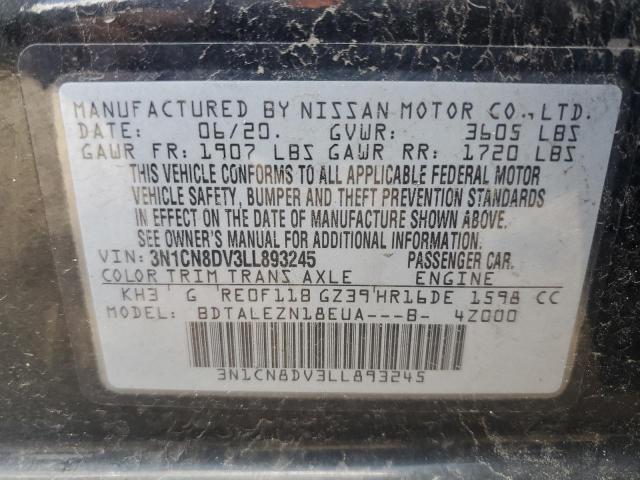 MANUFACTURED BY NISSAN MOTOR CO.,LTD.
DATE: 06/20. GVWR: 3605 LBS
GAWR FR: 1907 LBS GAWR RR: 1720 LBS
THIS VEHICLE CONFORMS TO ALL APPLICABLE FEDERAL MOTOR
VEHICLE SAFETY, BUMPER AND THEFT PREVENTION STANDARDS
IN EFFECT ON THE DATE OF MANUFACTURE SHOWN ABOVE.
SEE OWNER'S MANUAL FOR ADDITIONAL INFORMATION.
VIN: 3N1CN8DV3LL893245 PASSENGER CAR.
COLOR TRIM TRANS AXLE ENGINE
KH3 G RE0F11B GZ39 HR16DE 1598 CC
MODEL: BDTALEZN18EUA---B- 4Z000
3N1CN8DV3LL893245